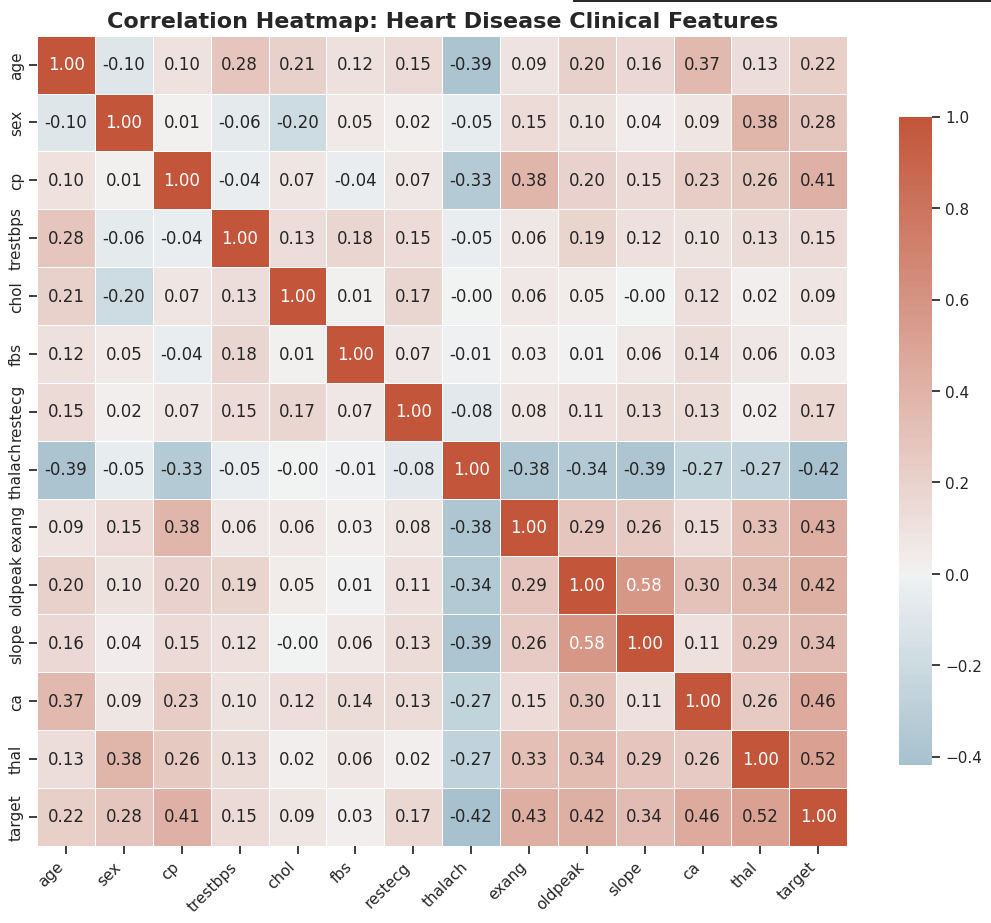 Correlation Heatmap: Heart Disease Clinical Features
age 1.00 -0.10 0.10 0.28 0.21 0.12 0.15 -0.39 0.09 0.20 0.16 0.37 0.13 0.22
sex -0.10 1.00 0.01 -0.06 -0.20 0.05 0.02 -0.05 0.15 0.10 0.04 0.09 0.38 0.28
cp 0.10 0.01 1.00 -0.04 0.07 -0.04 0.07 -0.33 0.38 0.20 0.15 0.23 0.26 0.41
trestbps 0.28 -0.06 -0.04 1.00 0.13 0.18 0.15 -0.05 0.06 0.19 0.12 0.10 0.13 0.15
chol 0.21 -0.20 0.07 0.13 1.00 0.01 0.17 -0.00 0.06 0.05 -0.00 0.12 0.02 0.09
fbs 0.12 0.05 -0.04 0.18 0.01 1.00 0.07 -0.01 0.03 0.01 0.06 0.14 0.06 0.03
restecg 0.15 0.02 0.07 0.15 0.17 0.07 1.00 -0.08 0.08 0.11 0.13 0.13 0.02 0.17
thalach -0.39 -0.05 -0.33 -0.05 -0.00 -0.01 -0.08 1.00 -0.38 -0.34 -0.39 -0.27 -0.27 -0.42
exang 0.09 0.15 0.38 0.06 0.06 0.03 0.08 -0.38 1.00 0.29 0.26 0.15 0.33 0.43
oldpeak 0.20 0.10 0.20 0.19 0.05 0.01 0.11 -0.34 0.29 1.00 0.58 0.30 0.34 0.42
slope 0.16 0.04 0.15 0.12 -0.00 0.06 0.13 -0.39 0.26 0.58 1.00 0.11 0.29 0.34
ca 0.37 0.09 0.23 0.10 0.12 0.14 0.13 -0.27 0.15 0.30 0.11 1.00 0.26 0.46
thal 0.13 0.38 0.26 0.13 0.02 0.06 0.02 -0.27 0.33 0.34 0.29 0.26 1.00 0.52
target 0.22 0.28 0.41 0.15 0.09 0.03 0.17 -0.42 0.43 0.42 0.34 0.46 0.52 1.00
age sex cp trestbps chol fbs restecg thalach exang oldpeak slope ca thal target
1.0
0.8
0.6
0.4
0.2
0.0
−0.2
−0.4